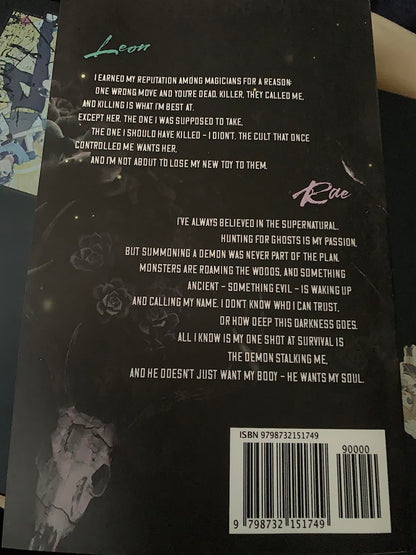 Leon
I EARNED MY REPUTATION AMONG MAGICIANS FOR A REASON:
ONE WRONG MOVE AND YOU'RE DEAD. KILLER, THEY CALLED ME,
AND KILLING IS WHAT I'M BEST AT.
EXCEPT HER. THE ONE I WAS SUPPOSED TO TAKE.
THE ONE I SHOULD HAVE KILLED – I DIDN'T. THE CULT THAT ONCE
CONTROLLED ME WANTS HER,
AND I'M NOT ABOUT TO LOSE MY NEW TOY TO THEM.
Rae
I'VE ALWAYS BELIEVED IN THE SUPERNATURAL.
HUNTING FOR GHOSTS IS MY PASSION,
BUT SUMMONING A DEMON WAS NEVER PART OF THE PLAN.
MONSTERS ARE ROAMING THE WOODS, AND SOMETHING
ANCIENT – SOMETHING EVIL – IS WAKING UP
AND CALLING MY NAME. I DON'T KNOW WHO I CAN TRUST,
OR HOW DEEP THIS DARKNESS GOES.
ALL I KNOW IS MY ONE SHOT AT SURVIVAL IS
THE DEMON STALKING ME,
AND HE DOESN'T JUST WANT MY BODY – HE WANTS MY SOUL.
ISBN 9798732151749
90000
9 798732 151749